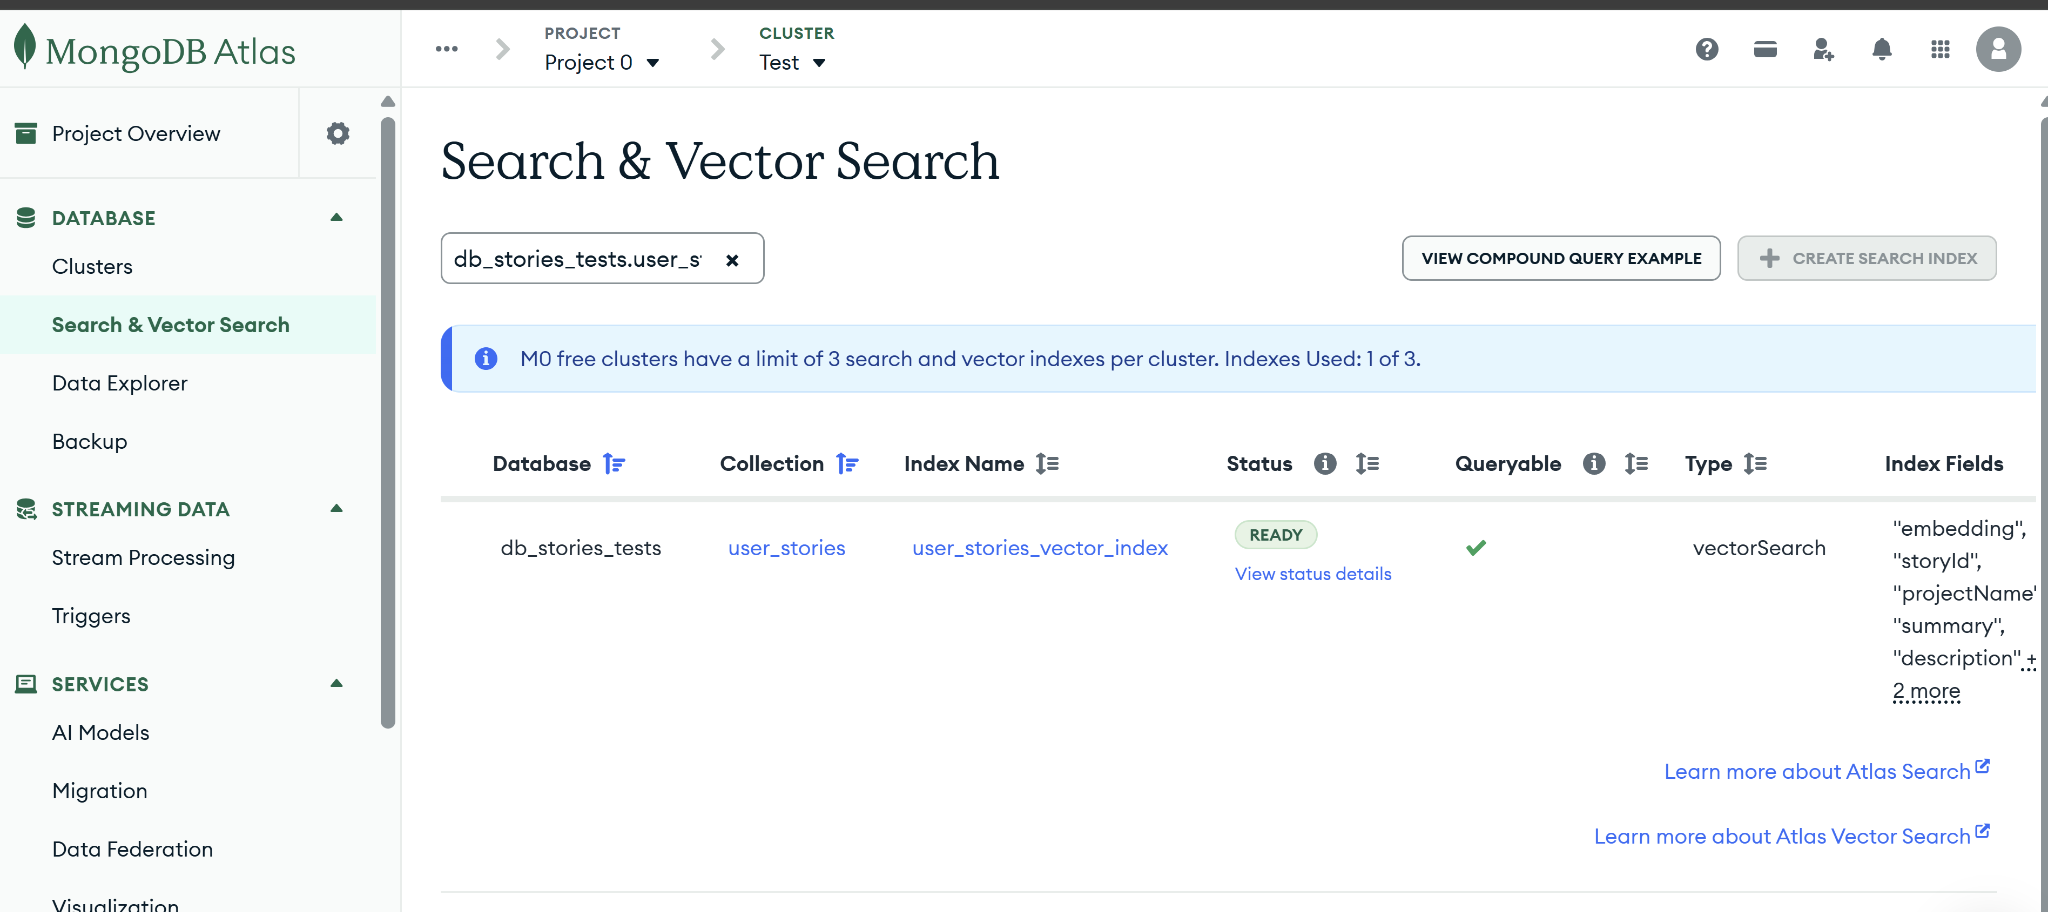 MongoDB Atlas
PROJECT
Project 0
CLUSTER
Test
Project Overview
DATABASE
Clusters
Search & Vector Search
Data Explorer
Backup
STREAMING DATA
Stream Processing
Triggers
SERVICES
AI Models
Migration
Data Federation
Visualization
Search & Vector Search
db_stories_tests.user_s
VIEW COMPOUND QUERY EXAMPLE
CREATE SEARCH INDEX
M0 free clusters have a limit of 3 search and vector indexes per cluster. Indexes Used: 1 of 3.
Database Collection Index Name Status Queryable Type Index Fields
db_stories_tests user_stories user_stories_vector_index READY vectorSearch
View status details
"embedding",
"storyId",
"projectName"
"summary",
"description" +
2 more
Learn more about Atlas Search
Learn more about Atlas Vector Search